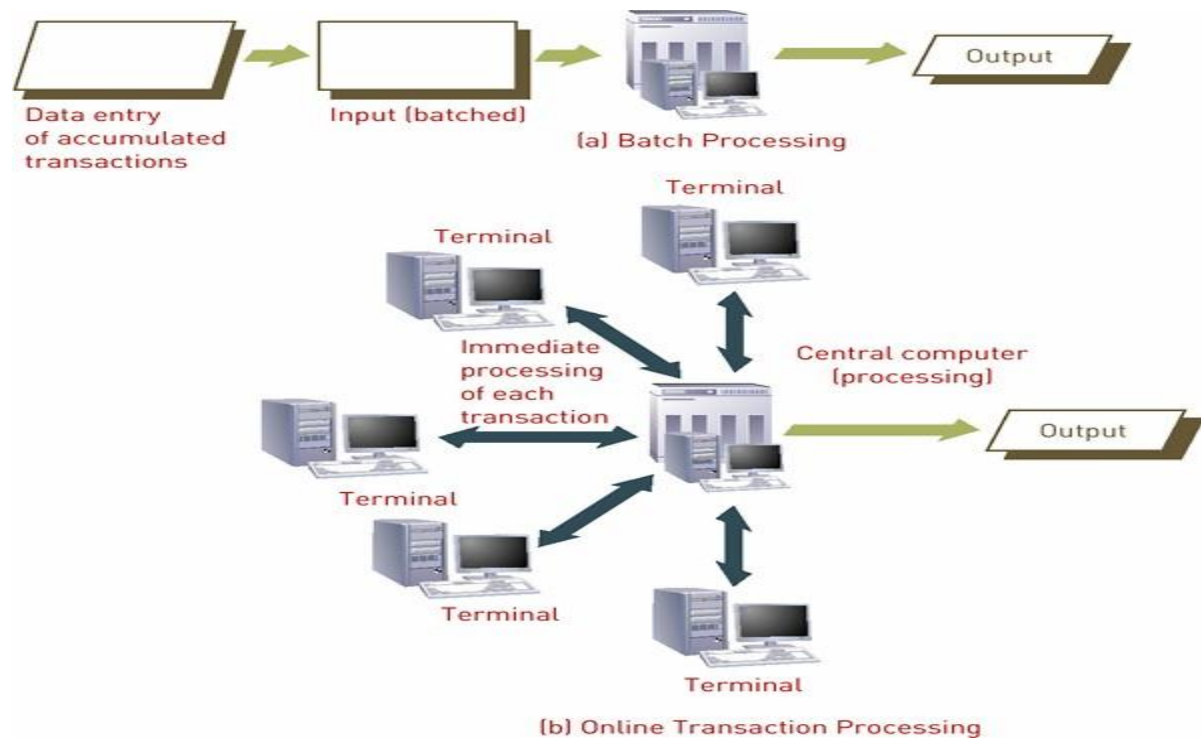 Output
Data entry
of accumulated
transactions
Input (batched)
(a) Batch Processing
Terminal
Terminal
Immediate
processing
of each
transaction
Central computer
(processing)
Output
Terminal
Terminal
Terminal
(b) Online Transaction Processing